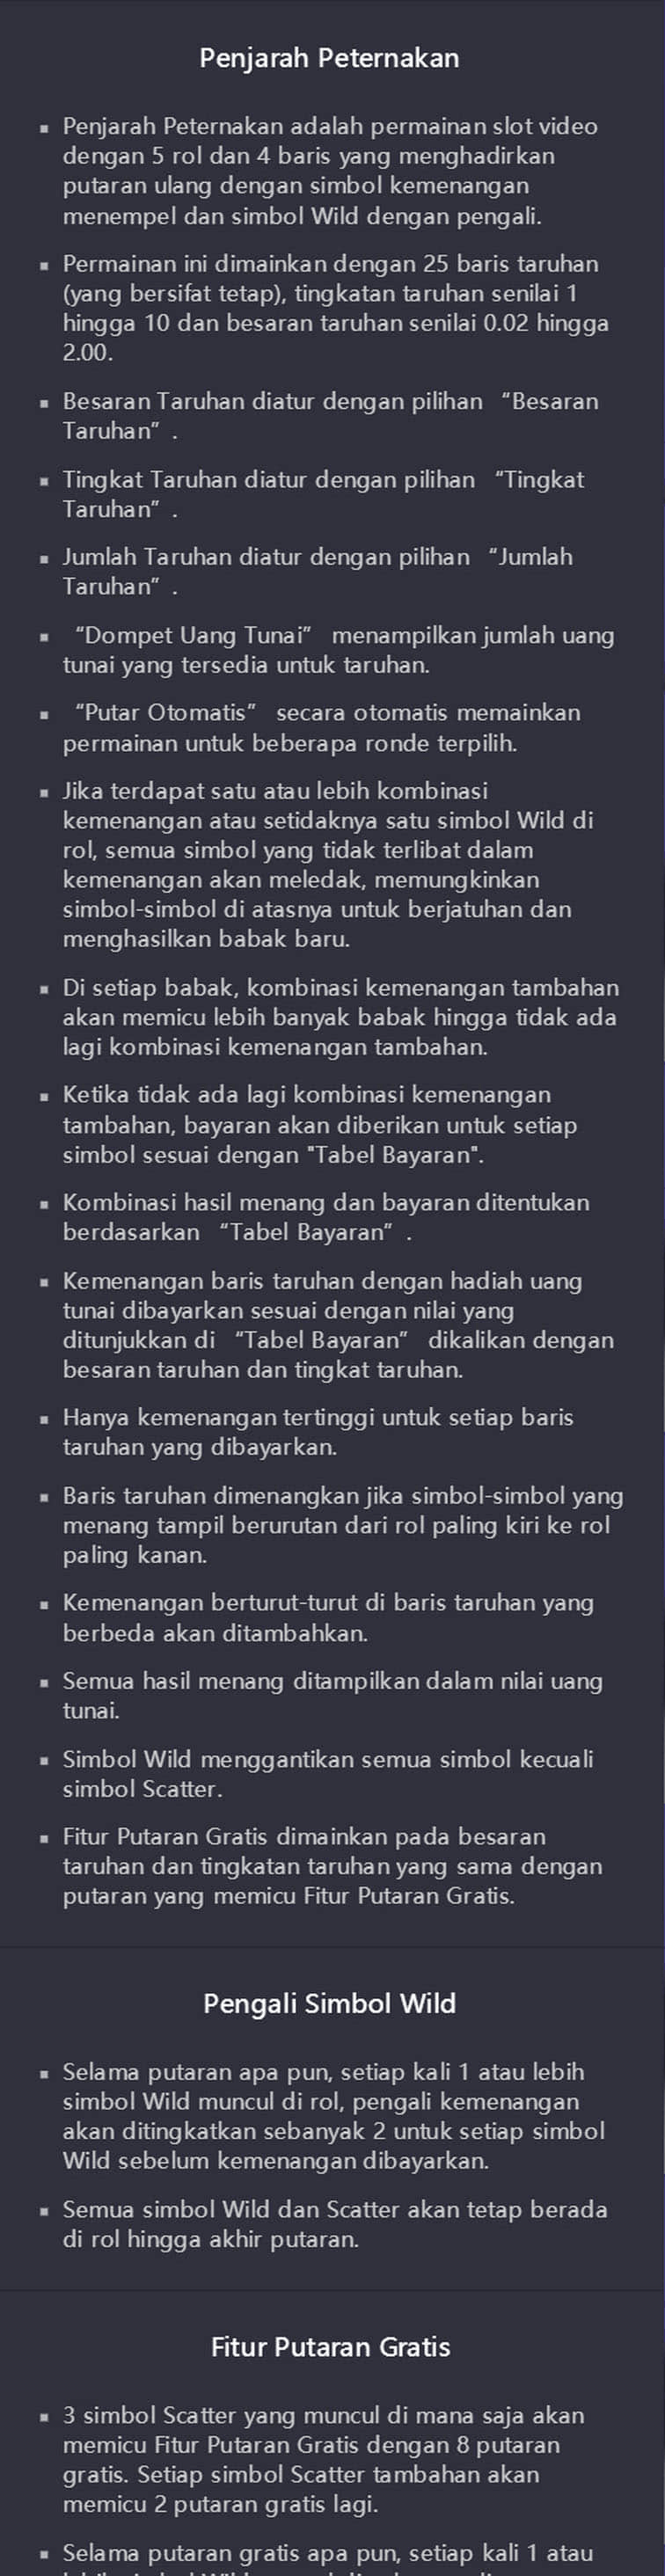 Penjarah Peternakan
▪ Penjarah Peternakan adalah permainan slot video
dengan 5 rol dan 4 baris yang menghadirkan
putaran ulang dengan simbol kemenangan
menempel dan simbol Wild dengan pengali.
▪ Permainan ini dimainkan dengan 25 baris taruhan
(yang bersifat tetap), tingkatan taruhan senilai 1
hingga 10 dan besaran taruhan senilai 0.02 hingga
2.00.
▪ Besaran Taruhan diatur dengan pilihan “Besaran
Taruhan” .
▪ Tingkat Taruhan diatur dengan pilihan “Tingkat
Taruhan” .
▪ Jumlah Taruhan diatur dengan pilihan “Jumlah
Taruhan” .
▪ “Dompet Uang Tunai” menampilkan jumlah uang
tunai yang tersedia untuk taruhan.
▪ “Putar Otomatis” secara otomatis memainkan
permainan untuk beberapa ronde terpilih.
▪ Jika terdapat satu atau lebih kombinasi
kemenangan atau setidaknya satu simbol Wild di
rol, semua simbol yang tidak terlibat dalam
kemenangan akan meledak, memungkinkan
simbol-simbol di atasnya untuk berjatuhan dan
menghasilkan babak baru.
▪ Di setiap babak, kombinasi kemenangan tambahan
akan memicu lebih banyak babak hingga tidak ada
lagi kombinasi kemenangan tambahan.
▪ Ketika tidak ada lagi kombinasi kemenangan
tambahan, bayaran akan diberikan untuk setiap
simbol sesuai dengan "Tabel Bayaran".
▪ Kombinasi hasil menang dan bayaran ditentukan
berdasarkan “Tabel Bayaran” .
▪ Kemenangan baris taruhan dengan hadiah uang
tunai dibayarkan sesuai dengan nilai yang
ditunjukkan di “Tabel Bayaran” dikalikan dengan
besaran taruhan dan tingkat taruhan.
▪ Hanya kemenangan tertinggi untuk setiap baris
taruhan yang dibayarkan.
▪ Baris taruhan dimenangkan jika simbol-simbol yang
menang tampil berurutan dari rol paling kiri ke rol
paling kanan.
▪ Kemenangan berturut-turut di baris taruhan yang
berbeda akan ditambahkan.
▪ Semua hasil menang ditampilkan dalam nilai uang
tunai.
▪ Simbol Wild menggantikan semua simbol kecuali
simbol Scatter.
▪ Fitur Putaran Gratis dimainkan pada besaran
taruhan dan tingkatan taruhan yang sama dengan
putaran yang memicu Fitur Putaran Gratis.
Pengali Simbol Wild
▪ Selama putaran apa pun, setiap kali 1 atau lebih
simbol Wild muncul di rol, pengali kemenangan
akan ditingkatkan sebanyak 2 untuk setiap simbol
Wild sebelum kemenangan dibayarkan.
▪ Semua simbol Wild dan Scatter akan tetap berada
di rol hingga akhir putaran.
Fitur Putaran Gratis
▪ 3 simbol Scatter yang muncul di mana saja akan
memicu Fitur Putaran Gratis dengan 8 putaran
gratis. Setiap simbol Scatter tambahan akan
memicu 2 putaran gratis lagi.
▪ Selama putaran gratis apa pun, setiap kali 1 atau